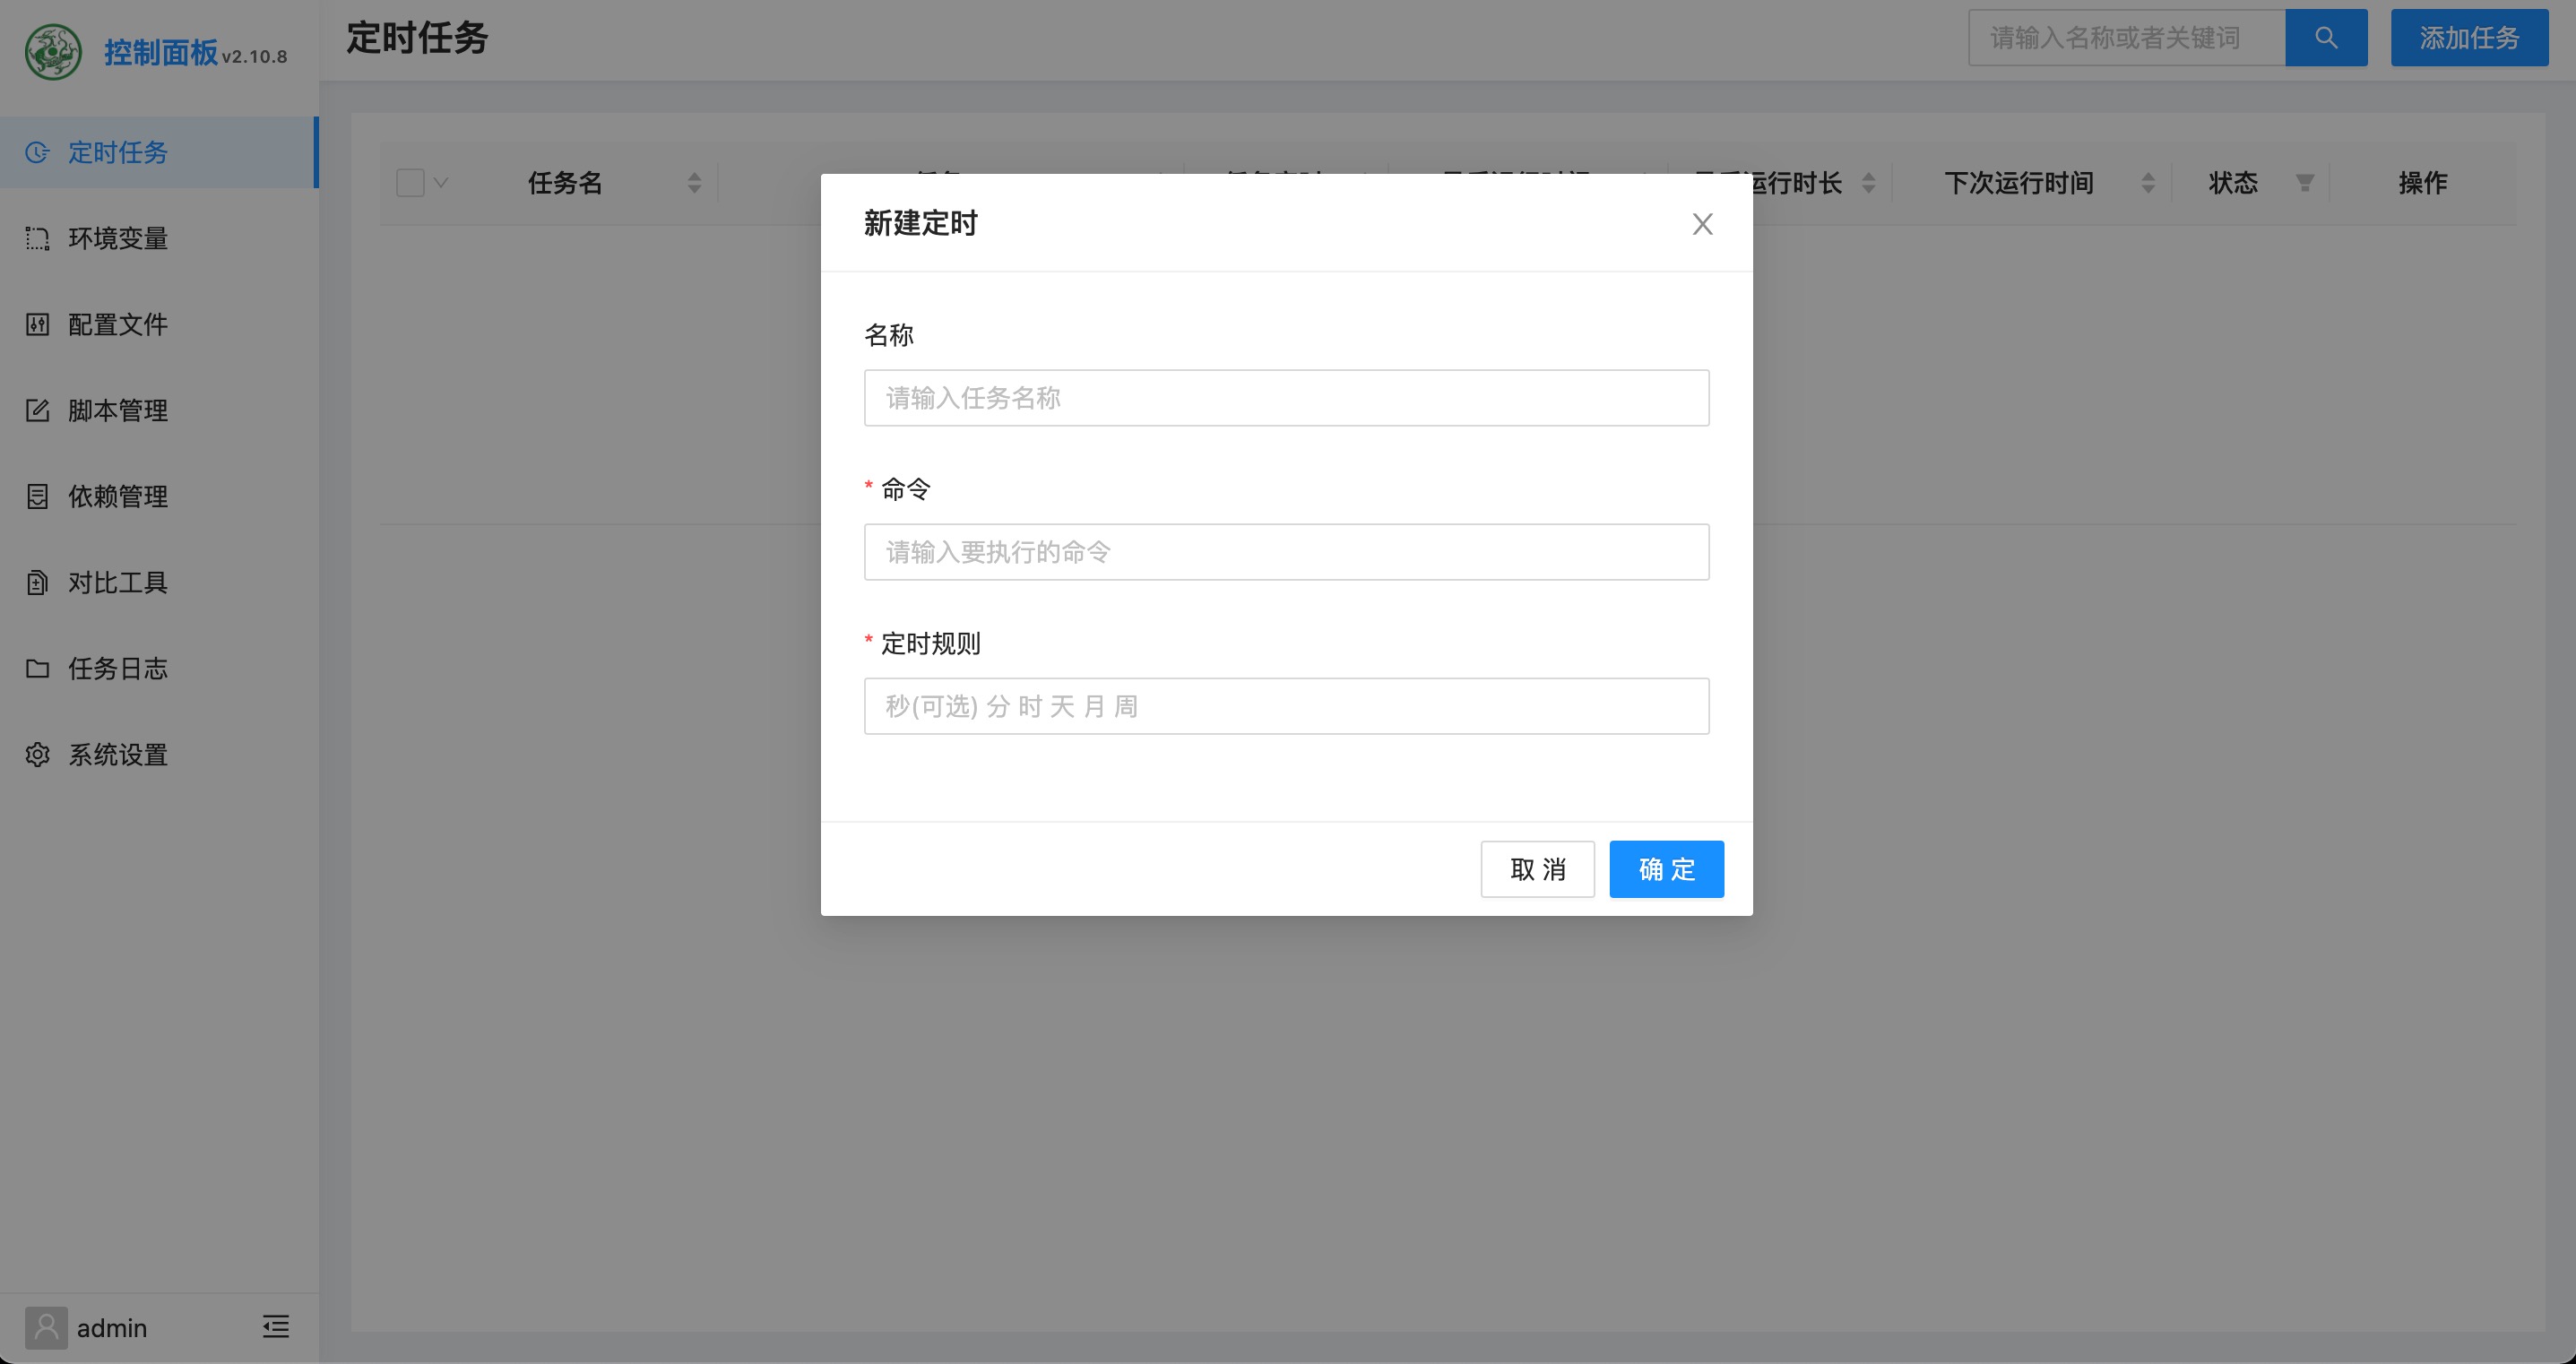 控制面板 v2.10.8
定时任务
环境变量
配置文件
脚本管理
依赖管理
对比工具
任务日志
系统设置
admin
定时任务
请输入名称或者关键词
添加任务
任务名
运行时长
下次运行时间
状态
操作
新建定时
名称
请输入任务名称
* 命令
请输入要执行的命令
* 定时规则
秒(可选) 分 时 天 月 周
取 消
确 定